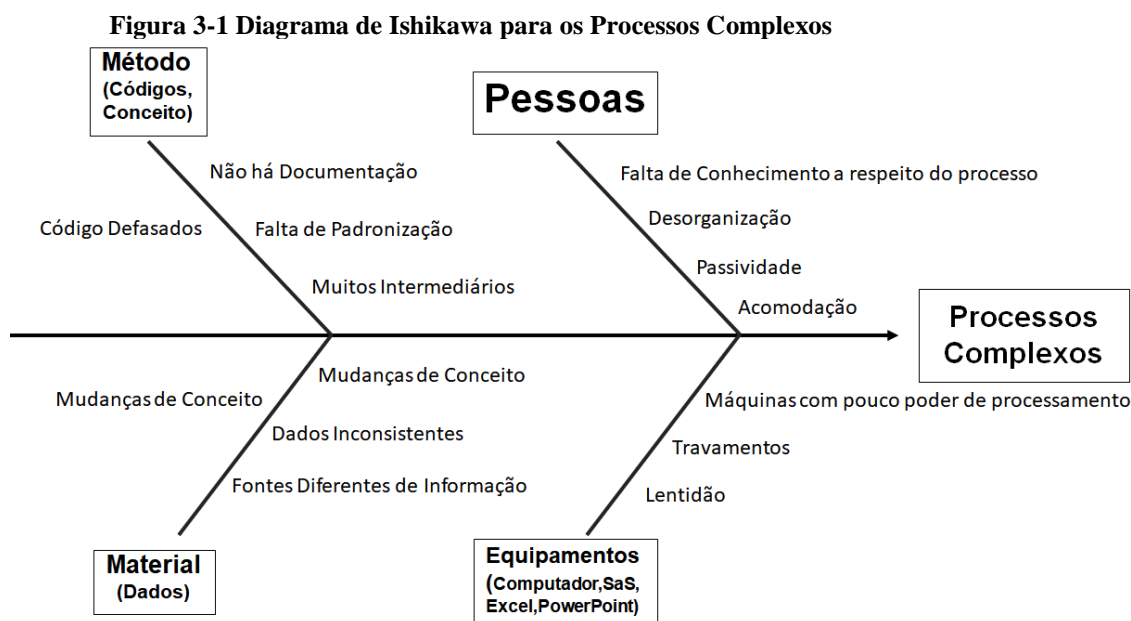 Figura 3-1 Diagrama de Ishikawa para os Processos Complexos
Método
(Códigos,
Conceito)
Pessoas
Não há Documentação
Falta de Conhecimento a respeito do processo
Código Defasados
Falta de Padronização
Desorganização
Passividade
Muitos Intermediários
Acomodação
Processos
Complexos
Mudanças de Conceito
Mudanças de Conceito
Máquinas com pouco poder de processamento
Dados Inconsistentes
Travamentos
Fontes Diferentes de Informação
Lentidão
Material
(Dados)
Equipamentos
(Computador,SaS,
Excel,PowerPoint)